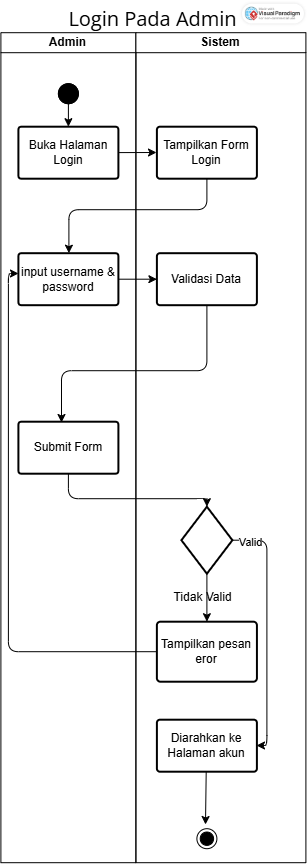 Login Pada Admin
Visual Paradigm
Admin
Sistem
Buka Halaman
Login
Tampilkan Form
Login
input username &
password
Validasi Data
Submit Form
Valid
Tidak Valid
Tampilkan pesan
eror
Diarahkan ke
Halaman akun